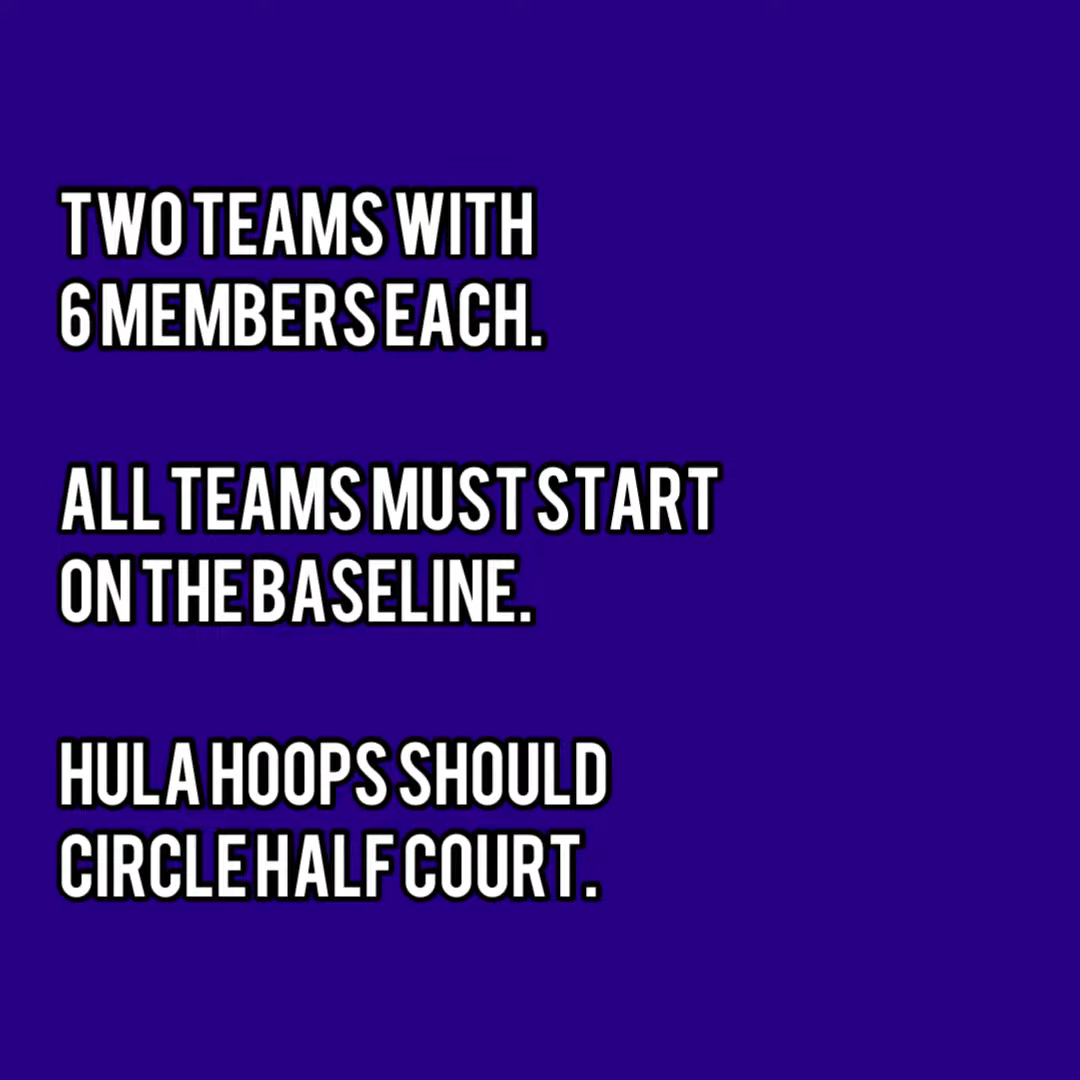 TWO TEAMS WITH
6 MEMBERS EACH.
ALL TEAMS MUST START
ON THE BASELINE.
HULA HOOPS SHOULD
CIRCLE HALF COURT.